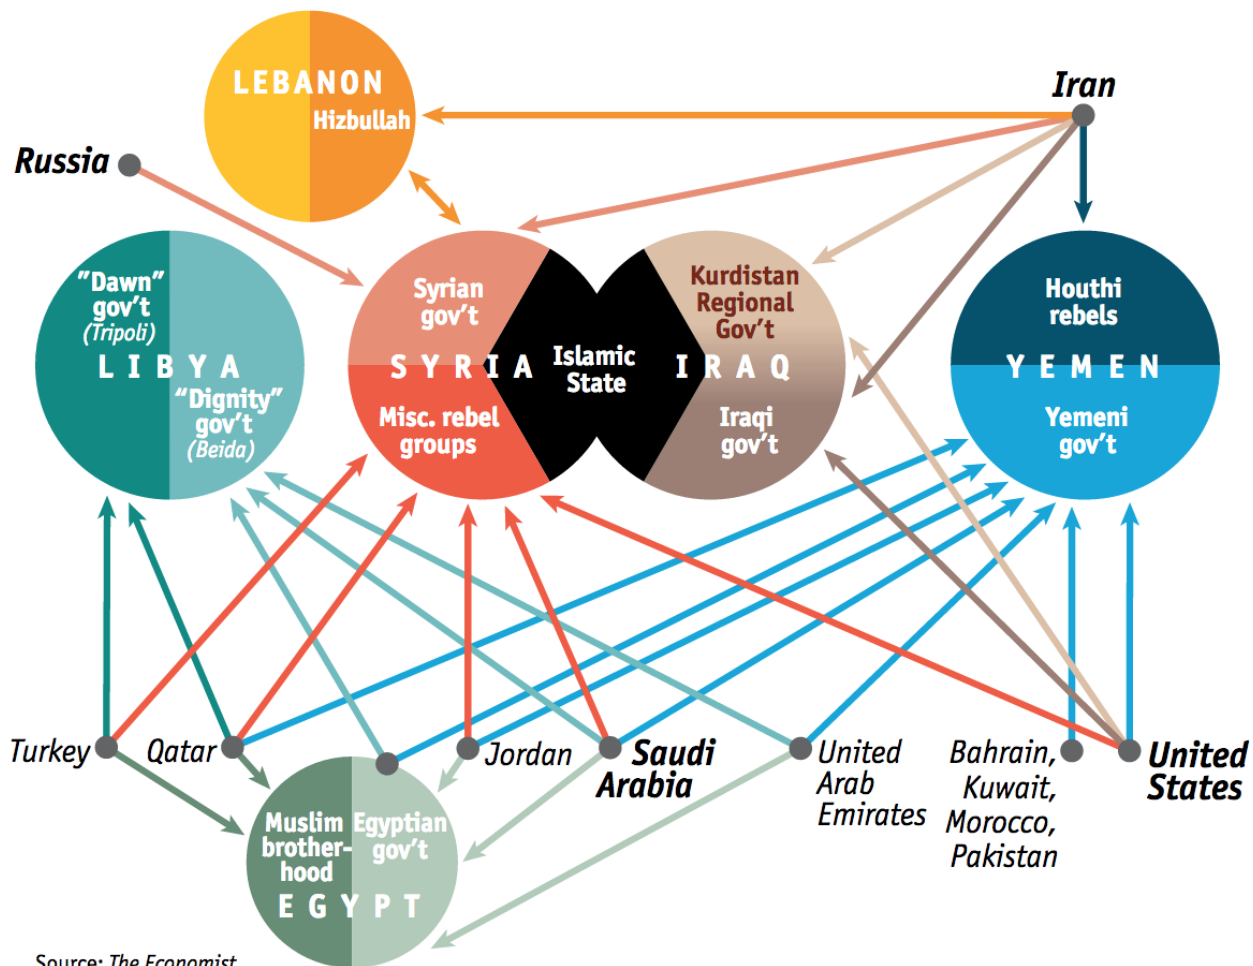 LEBANON
Hizbullah
Iran
Russia
”Dawn”
gov’t
(Tripoli)
LIBYA
“Dignity”
gov’t
(Beida)
Syrian
gov’t
SYRIA
Misc. rebel
groups
Islamic
State
Kurdistan
Regional
Gov’t
IRAQ
Iraqi
gov’t
Houthi
rebels
YEMEN
Yemeni
gov’t
Turkey
Qatar
Jordan
Saudi
Arabia
United
Arab
Emirates
Bahrain,
Kuwait,
Morocco,
Pakistan
United
States
Muslim
brother-
hood
Egyptian
gov’t
EGYPT
Source: The Economist